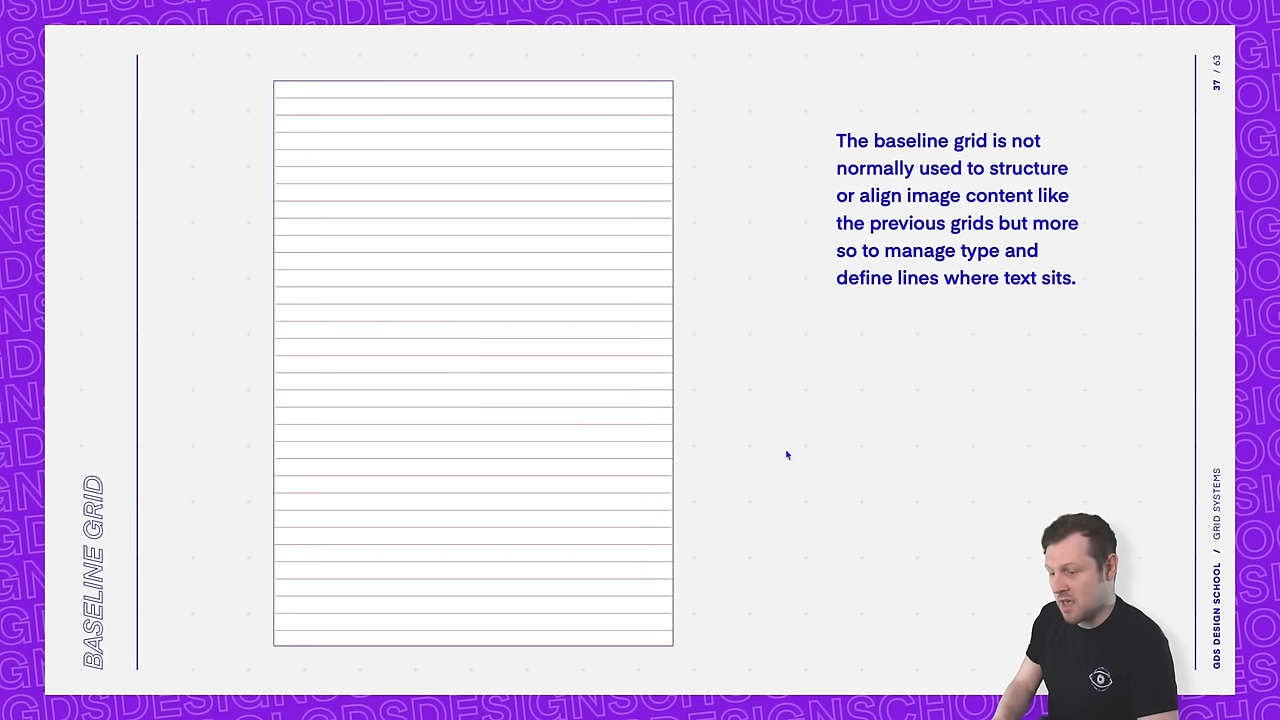 The baseline grid is not
normally used to structure
or align image content like
the previous grids but more
so to manage type and
define lines where text sits.
BASELINE GRID
37 / 63
GDS DESIGN SCHOOL / GRID SYSTEMS
GDSDESIGNSCHOOLGDSDESIGNSCHOOL